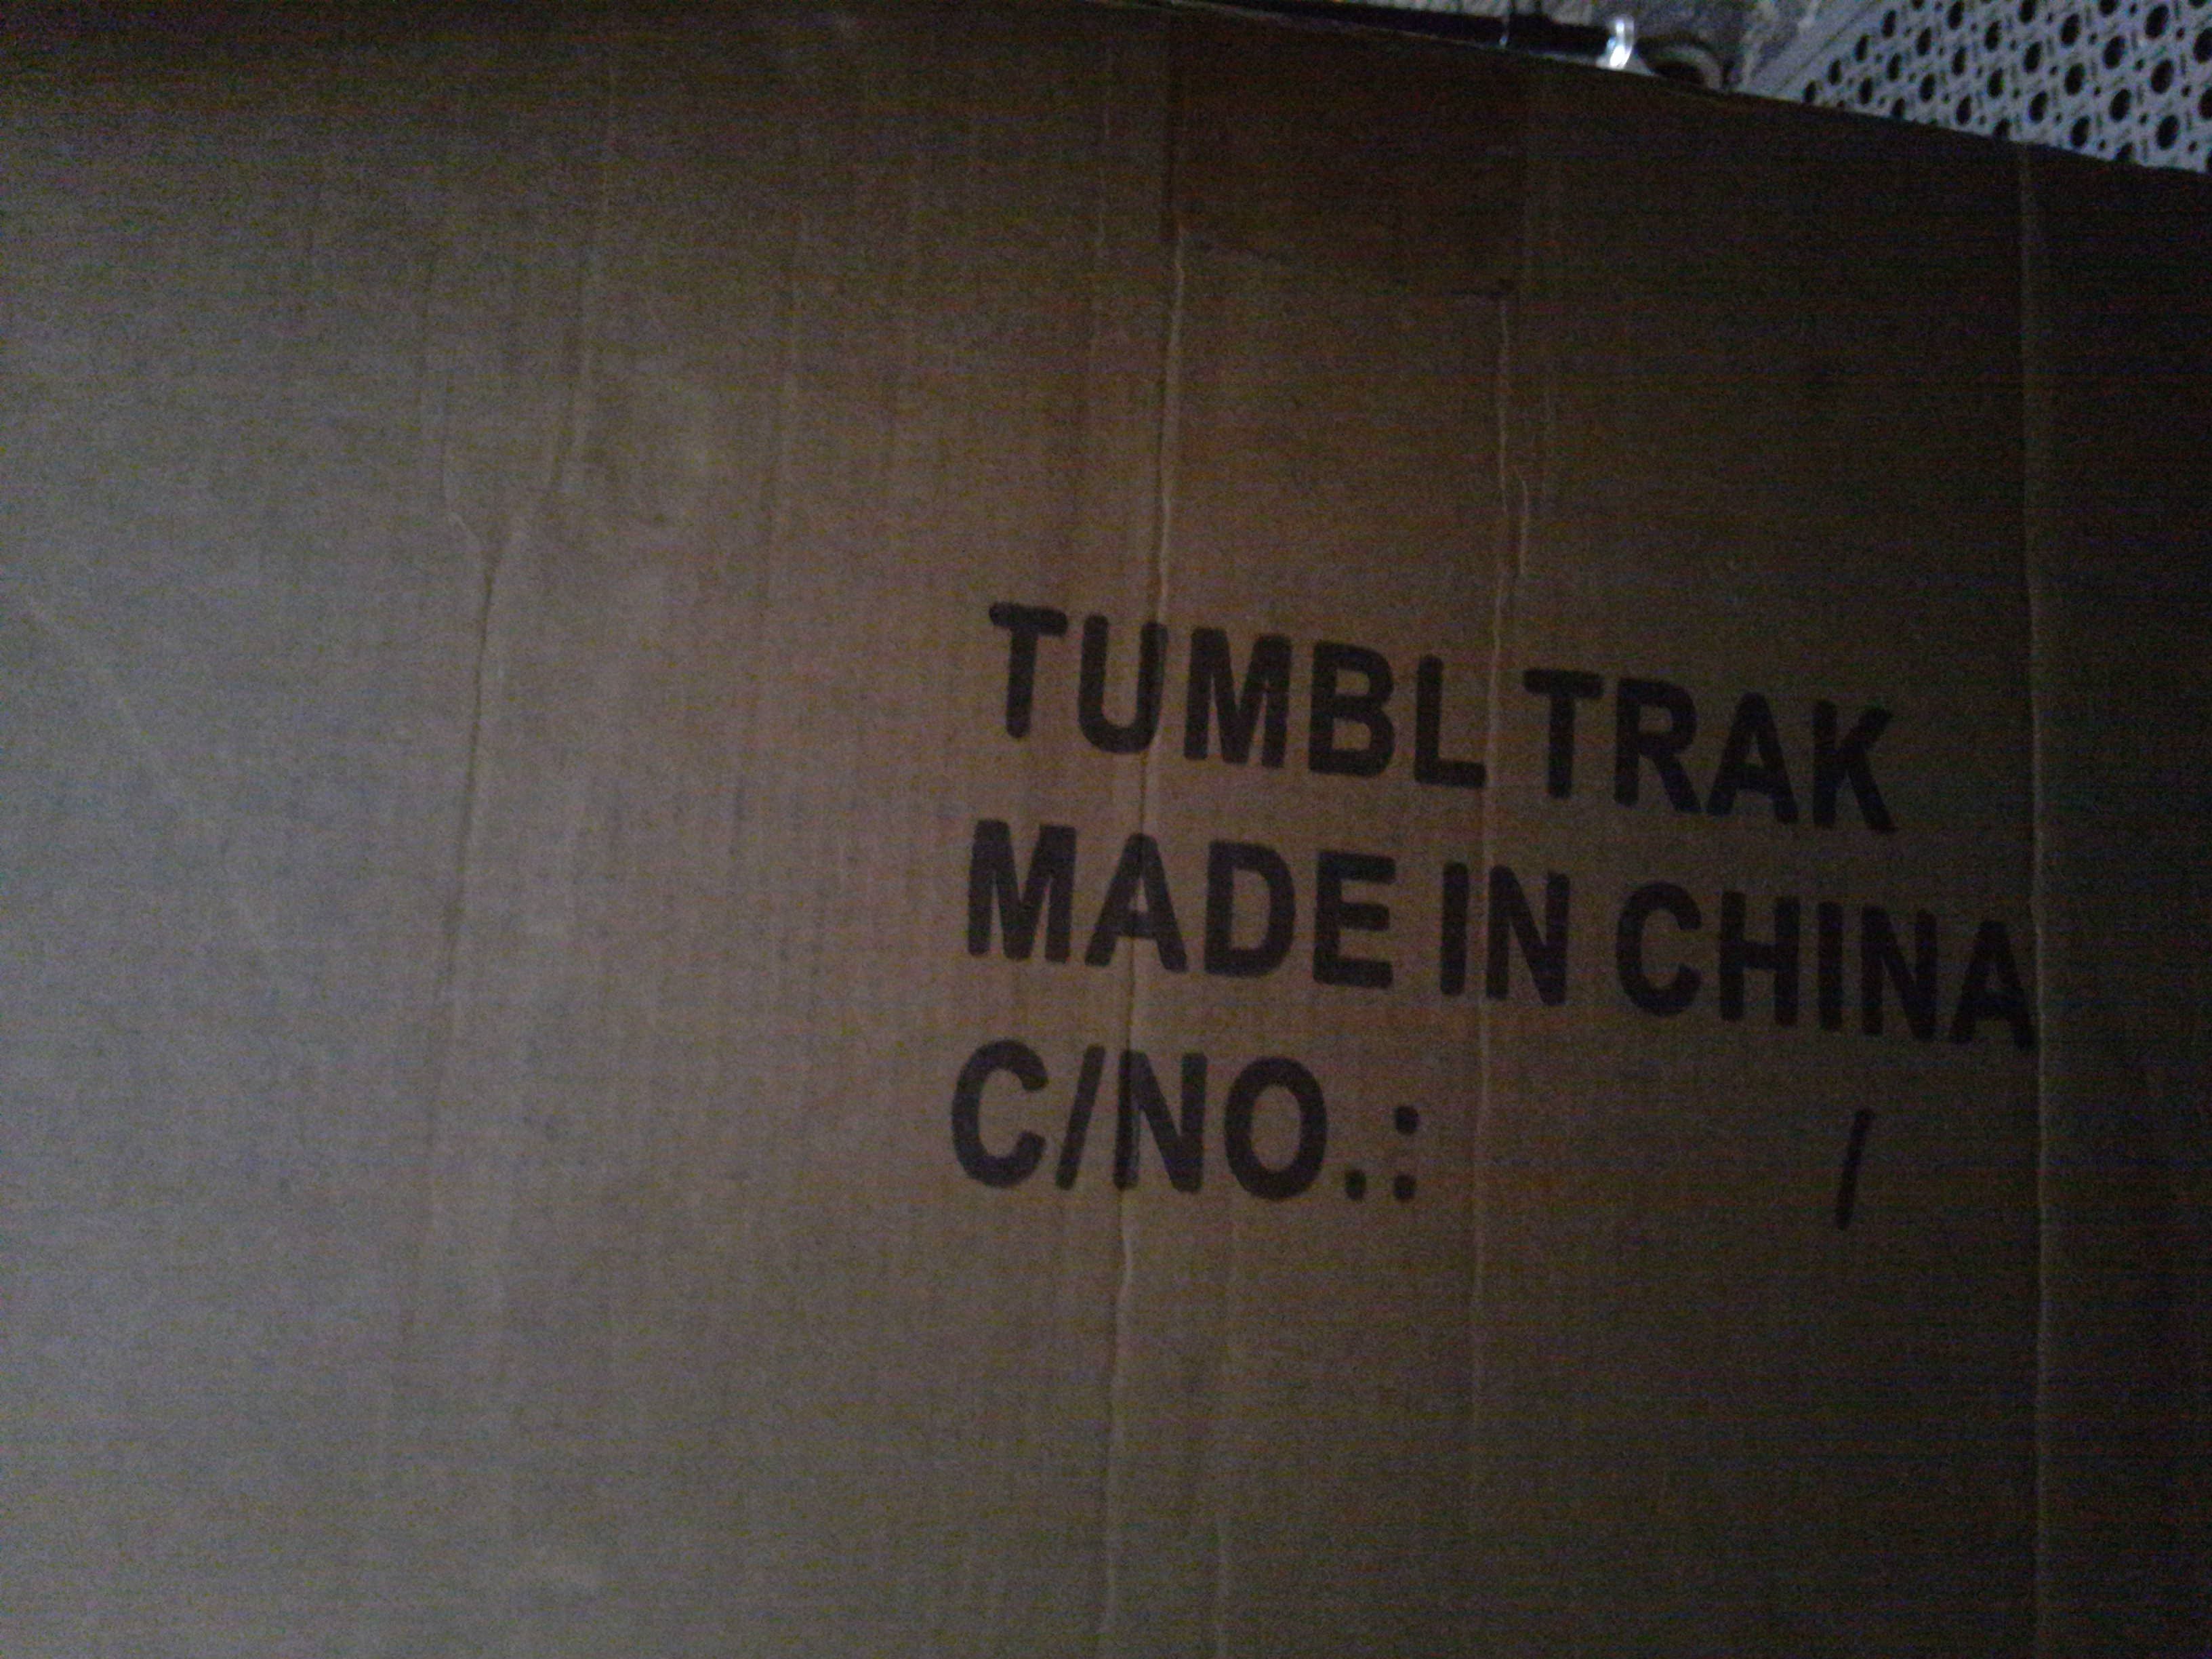 TUMBL TRAK
MADE IN CHINA
C/NO.: /